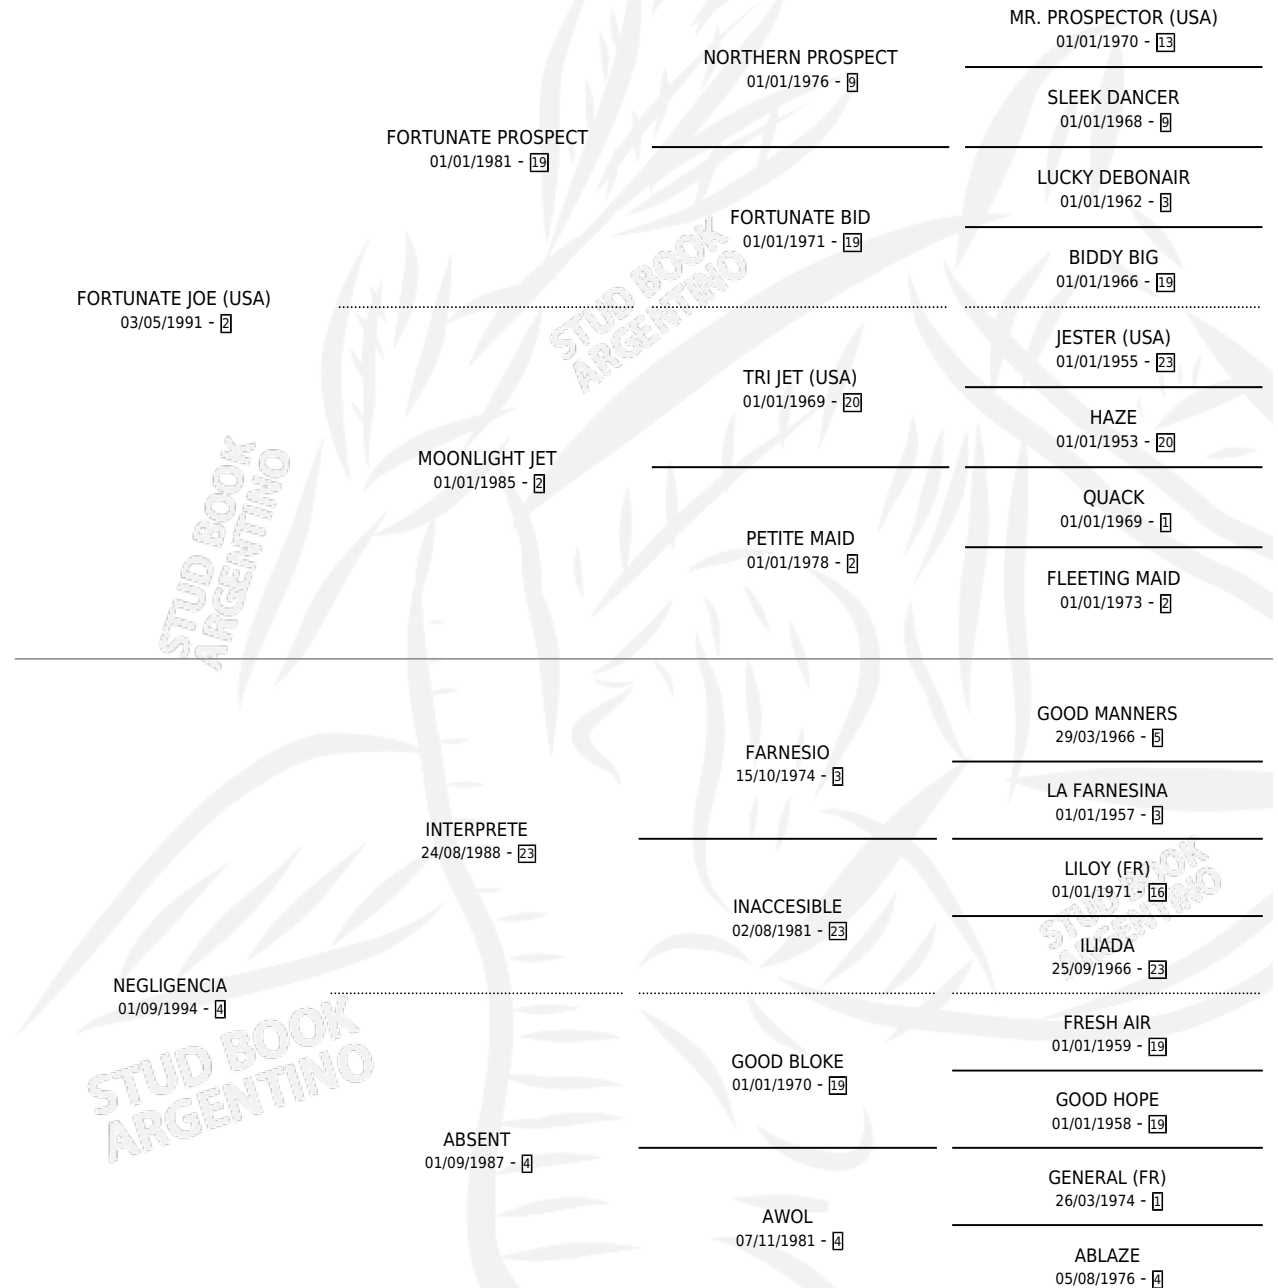 MR. PROSPECTOR (USA)
01/01/1970 - 13
NORTHERN PROSPECT
01/01/1976 - 9
SLEEK DANCER
01/01/1968 - 9
FORTUNATE PROSPECT
01/01/1981 - 19
LUCKY DEBONAIR
01/01/1962 - 3
FORTUNATE BID
01/01/1971 - 19
BIDDY BIG
01/01/1966 - 19
FORTUNATE JOE (USA)
03/05/1991 - 2
JESTER (USA)
01/01/1955 - 23
TRI JET (USA)
01/01/1969 - 20
HAZE
01/01/1953 - 20
MOONLIGHT JET
01/01/1985 - 2
QUACK
01/01/1969 - 1
PETITE MAID
01/01/1978 - 2
FLEETING MAID
01/01/1973 - 2
STUD BOOK
ARGENTINO
STUD BOOK
ARGENTINO
GOOD MANNERS
29/03/1966 - 5
FARNESIO
15/10/1974 - 3
LA FARNESINA
01/01/1957 - 3
INTERPRETE
24/08/1988 - 23
LILOY (FR)
01/01/1971 - 16
INACCESIBLE
02/08/1981 - 23
ILIADA
25/09/1966 - 23
NEGLIGENCIA
01/09/1994 - 4
FRESH AIR
01/01/1959 - 19
GOOD BLOKE
01/01/1970 - 19
GOOD HOPE
01/01/1958 - 19
ABSENT
01/09/1987 - 4
GENERAL (FR)
26/03/1974 - 1
AWOL
07/11/1981 - 4
ABLAZE
05/08/1976 - 4
STUD BOOK
ARGENTINO
STUD BOOK
ARGENTINO